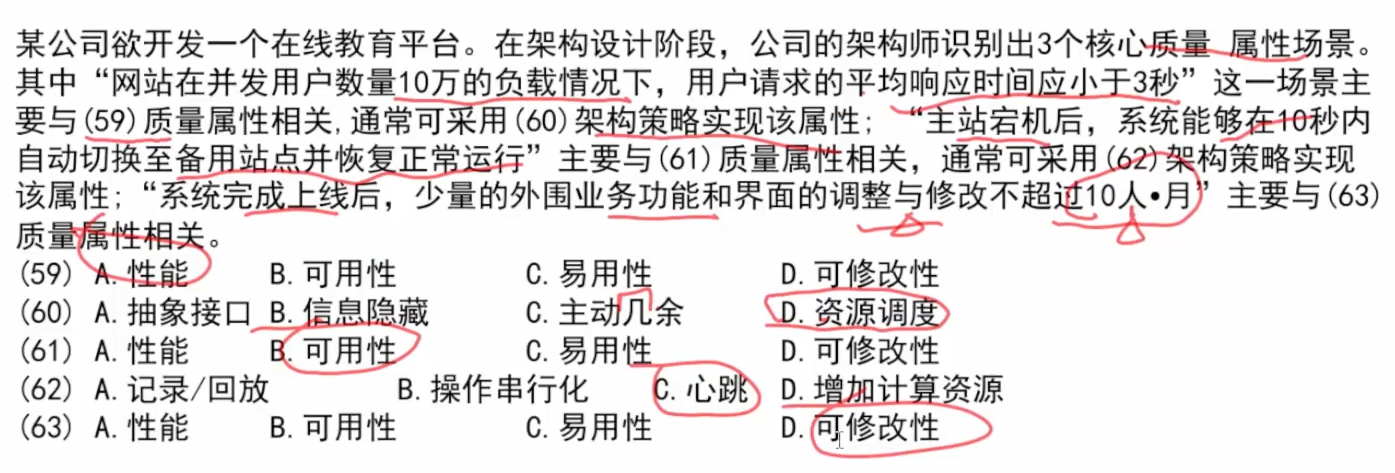 某公司欲开发一个在线教育平台。在架构设计阶段，公司的架构师识别出3个核心质量 属性场景。
其中“网站在并发用户数量10万的负载情况下，用户请求的平均响应时间应小于3秒”这一场景主
要与(59)质量属性相关,通常可采用(60)架构策略实现该属性；“主站宕机后，系统能够在10秒内
自动切换至备用站点并恢复正常运行”主要与(61)质量属性相关，通常可采用(62)架构策略实现
该属性；“系统完成上线后，少量的外围业务功能和界面的调整与修改不超过10人•月”主要与(63)
质量属性相关。
(59) A.性能 B.可用性 C.易用性 D.可修改性
(60) A.抽象接口 B.信息隐藏 C.主动几余 D.资源调度
(61) A.性能 B.可用性 C.易用性 D.可修改性
(62) A.记录/回放 B.操作串行化 C.心跳 D.增加计算资源
(63) A.性能 B.可用性 C.易用性 D.可修改性